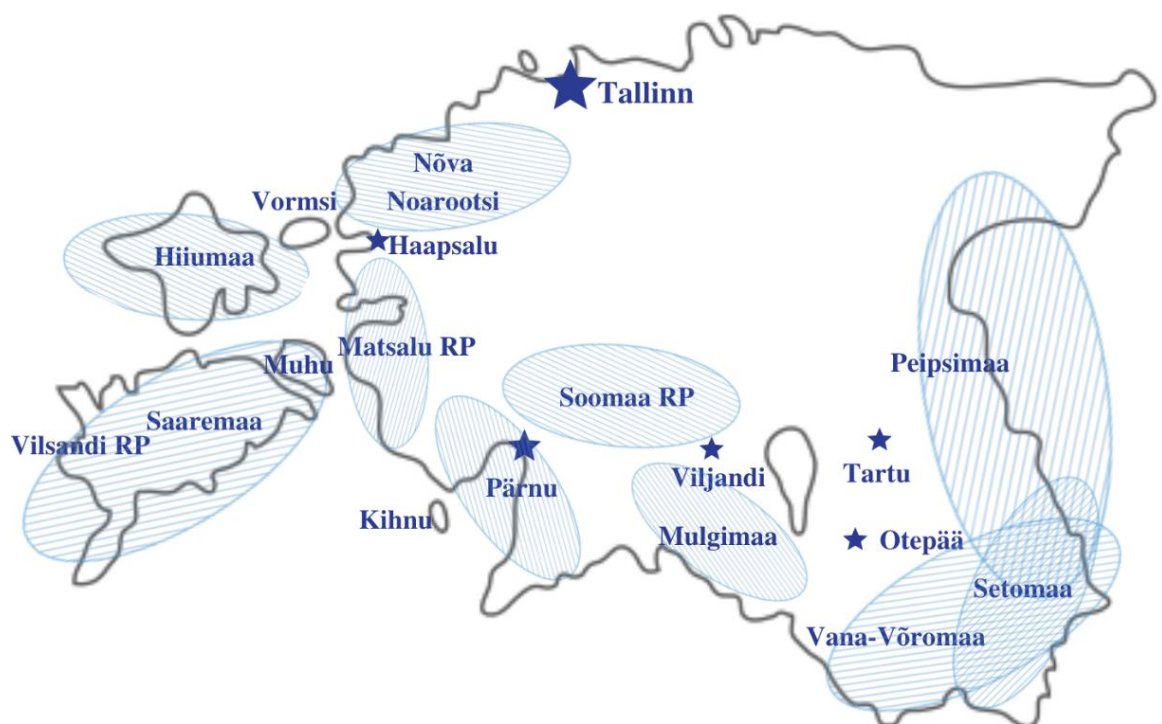 Tallinn
Nõva
Noarootsi
Vormsi
Haapsalu
Hiiumaa
Muhu
Matsalu RP
Peipsimaa
Soomaa RP
Saaremaa
Vilsandi RP
Viljandi
Tartu
Pärnu
Kihnu
Mulgimaa
Otepää
Setomaa
Vana-Võromaa